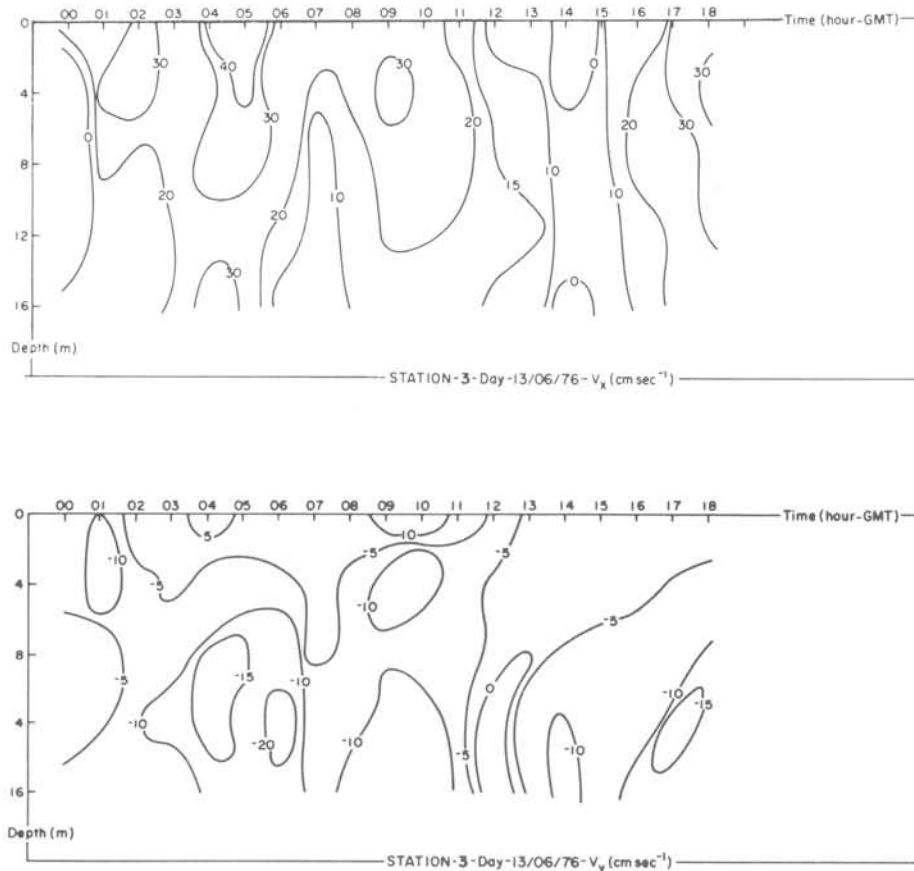 00 01 02 03 04 05 06 07 08 09 10 11 12 13 14 15 16 17 18 Time (hour-GMT)
0
30 40 0 30
30
4
30 20 20 30
0
8
20 15 10
10 10
20
12
30 0
16
Depth (m)
STATION-3-Day-13/06/76-Vx (cm sec⁻¹)
00 01 02 03 04 05 06 07 08 09 10 11 12 13 14 15 16 17 18 Time (hour-GMT)
0
5 10
-10 -5 -5
-5
4
-10
-5
8
-5 -15 -10 0 -10
-15
4
-10
-20 -10 -5 -10
16
Depth (m)
STATION-3-Day-13/06/76-Vy (cm sec⁻¹)